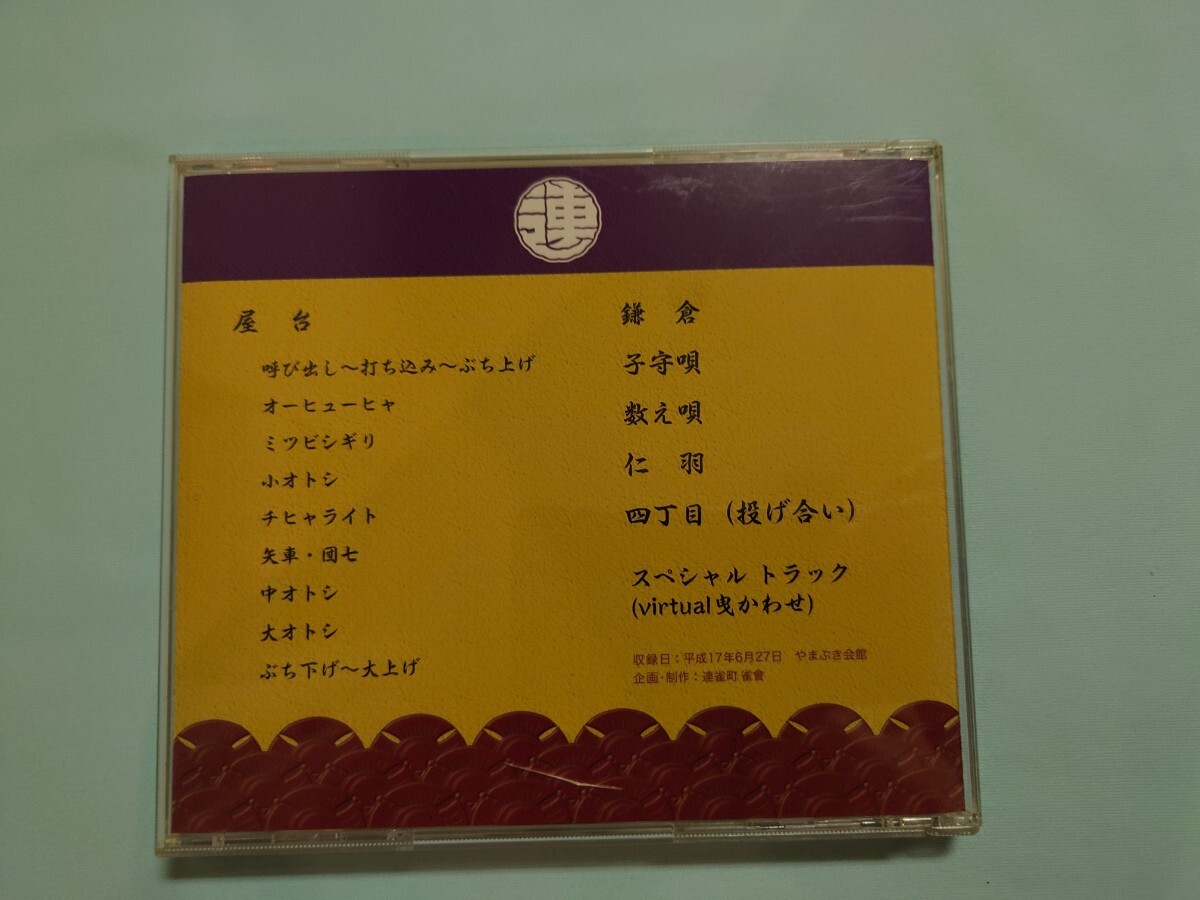 連
屋 台
呼び出し～打ち込み～ぶち上げ
オーヒューヒャ
ミツビシギリ
小オトシ
チヒャライト
矢車・団七
中オトシ
大オトシ
ぶち下げ～大上げ
鎌 倉
子守唄
数え唄
仁 羽
四丁目（投げ合い）
スペシャル トラック
(virtual曳かわせ)
収録日：平成17年6月27日 やまぶき会館
企画・制作：連雀町 雀會